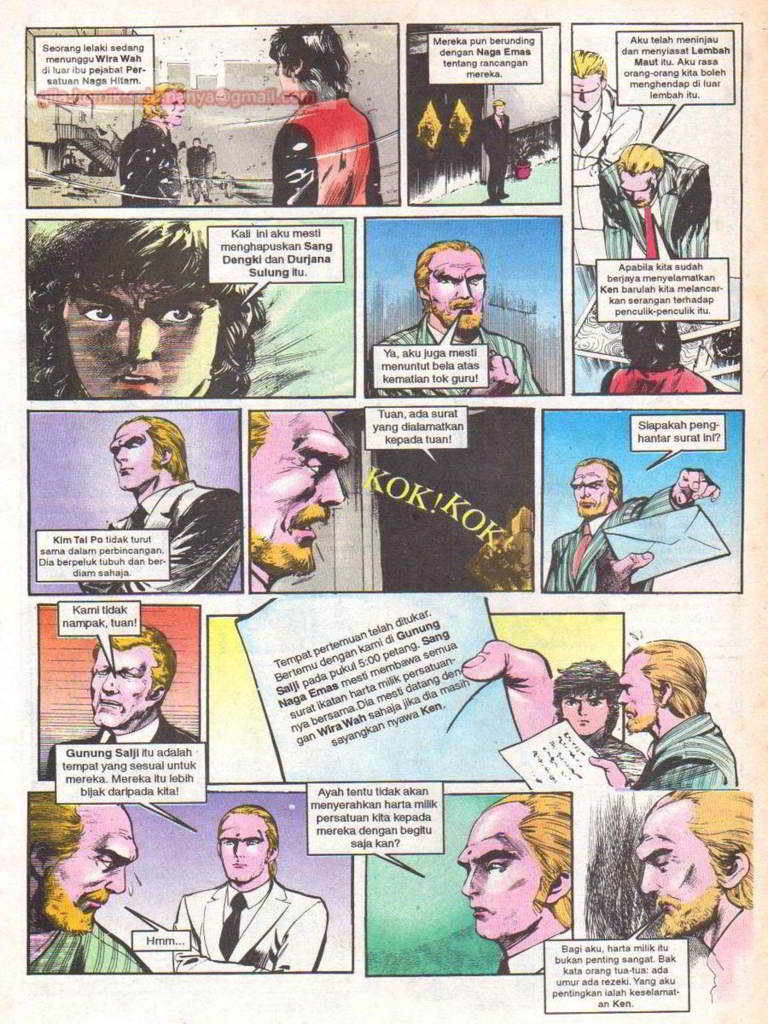 Seorang lelaki sedang
menunggu Wira Wah
di luar ibu pejabat Per-
satuan Naga Hitam.
Mereka pun berunding
dengan Naga Emas
tentang rancangan
mereka.
Aku telah meninjau
dan menyiasat Lembah
Maut itu. Aku rasa
orang-orang kita boleh
menghendap di luar
lembah itu.
Apabila kita sudah
berjaya menyelamatkan
Ken barulah kita melancar-
kan serangan terhadap
penculik-penculik itu.
Kali ini aku mesti
menghapuskan Sang
Dengki dan Durjana
Sulung itu.
Ya, aku juga mesti
menuntut bela atas
kematian tok guru!
Kim Tai Po tidak turut
sama dalam perbincangan.
Dia berpeluk tubuh dan ber-
diam sahaja.
Tuan, ada surat
yang dialamatkan
kepada tuan!
KOK! KOK!
Siapakah peng-
hantar surat ini?
Kami tidak
nampak, tuan!
Gunung Salji itu adalah
tempat yang sesuai untuk
mereka. Mereka itu lebih
bijak daripada kita!
Tempat pertemuan telah ditukar.
Bertemu dengan kami di Gunung
Salji pada pukul 5:00 petang. Sang
Naga Emas mesti membawa semua
surat ikatan harta milik persatuan-
nya bersama. Dia mesti datang den-
gan Wira Wah sahaja jika dia masih
sayangkan nyawa Ken.
Hmm...
Ayah tentu tidak akan
menyerahkan harta milik
persatuan kita kepada
mereka dengan begitu
saja kan?
Bagi aku, harta milik itu
bukan penting sangat. Bak
kata orang tua-tua: ada
umur ada rezeki. Yang aku
pentingkan ialah keselamat-
an Ken.